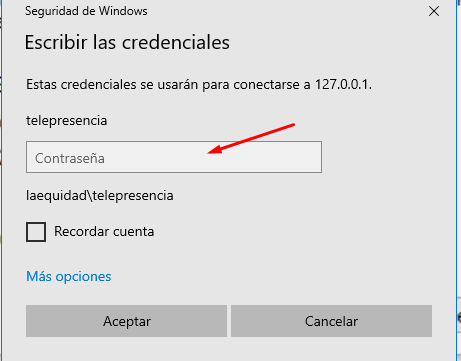 Seguridad de Windows
Escribir las credenciales
Estas credenciales se usarán para conectarse a 127.0.0.1.
telepresencia
Contraseña
laequidad\telepresencia
Recordar cuenta
Más opciones
Aceptar Cancelar